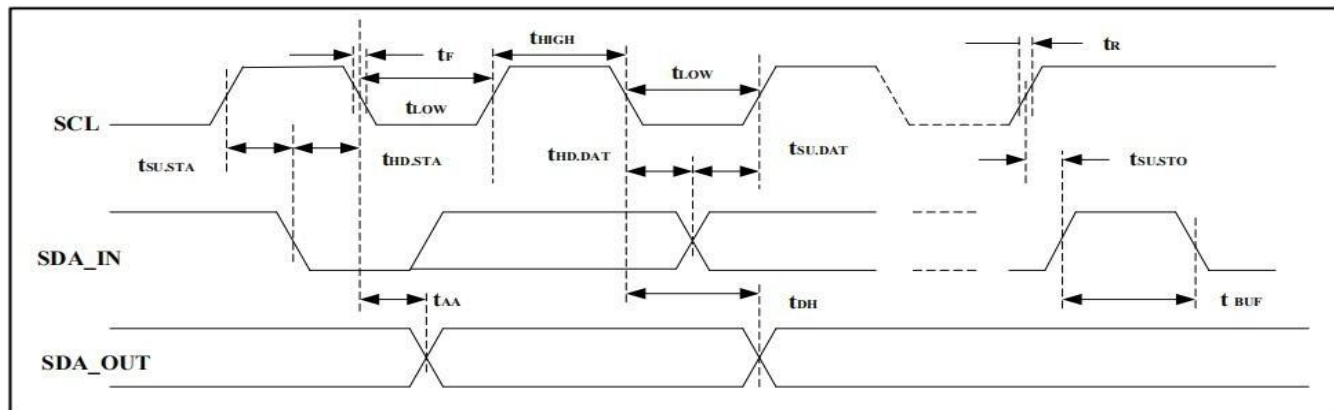 tF
tHIGH
tR
tLOW
tLOW
SCL
tSU.STA
tHD.STA
tHD.DAT
tSU.DAT
tSU.STO
SDA_IN
tAA
tDH
t BUF
SDA_OUT